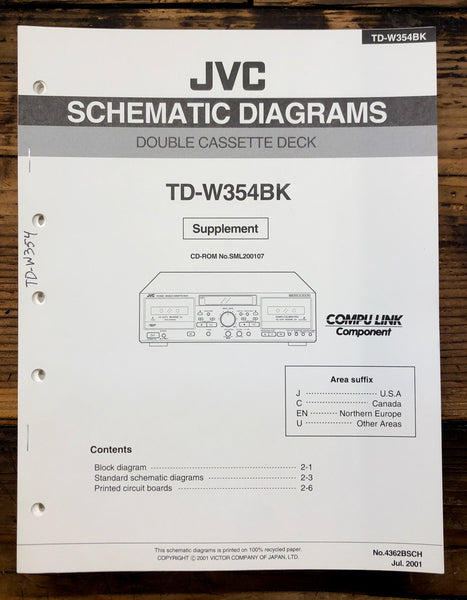 TD-W354BK
JVC
SCHEMATIC DIAGRAMS
DOUBLE CASSETTE DECK
TD-W354BK
Supplement
CD-ROM No.SML200107
JVC
COMPU LINK
Component
Area suffix
J ---------------------- U.S.A
C ---------------------- Canada
EN ---------- Northern Europe
U --------------- Other Areas
TD-W354
Contents
Block diagram ---------------------------------- 2-1
Standard schematic diagrams -------------------- 2-3
Printed circuit boards ------------------------- 2-6
This schematic diagrams is printed on 100% recycled paper.
COPYRIGHT © 2001 VICTOR COMPANY OF JAPAN, LTD.
No.4362BSCH
Jul. 2001